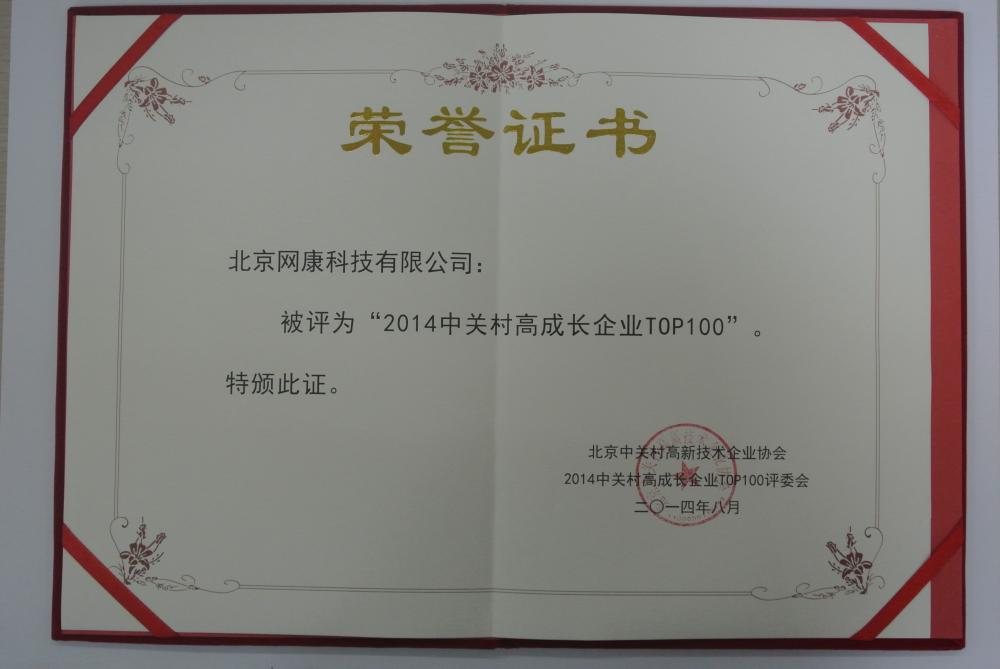 荣誉证书
北京网康科技有限公司：
被评为“2014中关村高成长企业TOP100”。
特颁此证。
北京中关村高新技术企业协会
2014中关村高成长企业TOP100评委会
二〇一四年八月